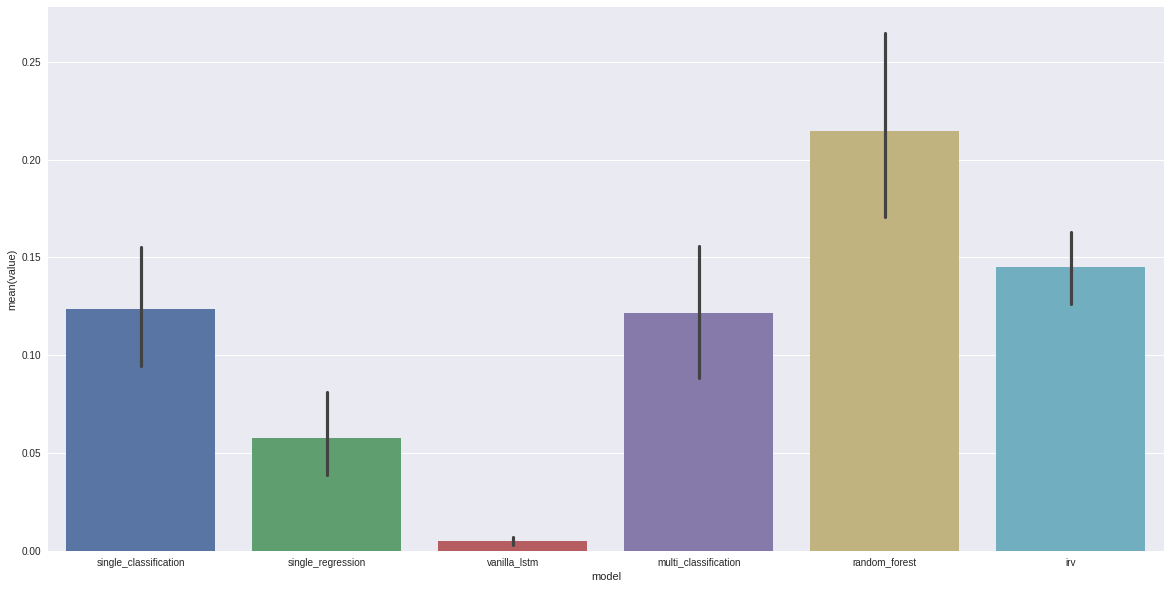 mean(value)
0.25
0.20
0.15
0.10
0.05
0.00
single_classification
single_regression
vanilla_lstm
multi_classification
random_forest
irv
model